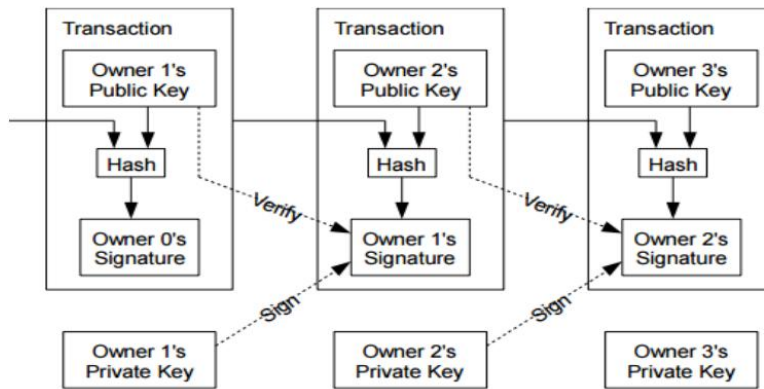 Transaction
Owner 1's
Public Key
Hash
Owner 0's
Signature
Transaction
Owner 2's
Public Key
Hash
Verify
Owner 1's
Signature
Transaction
Owner 3's
Public Key
Hash
Verify
Owner 2's
Signature
Sign
Sign
Owner 1's
Private Key
Owner 2's
Private Key
Owner 3's
Private Key